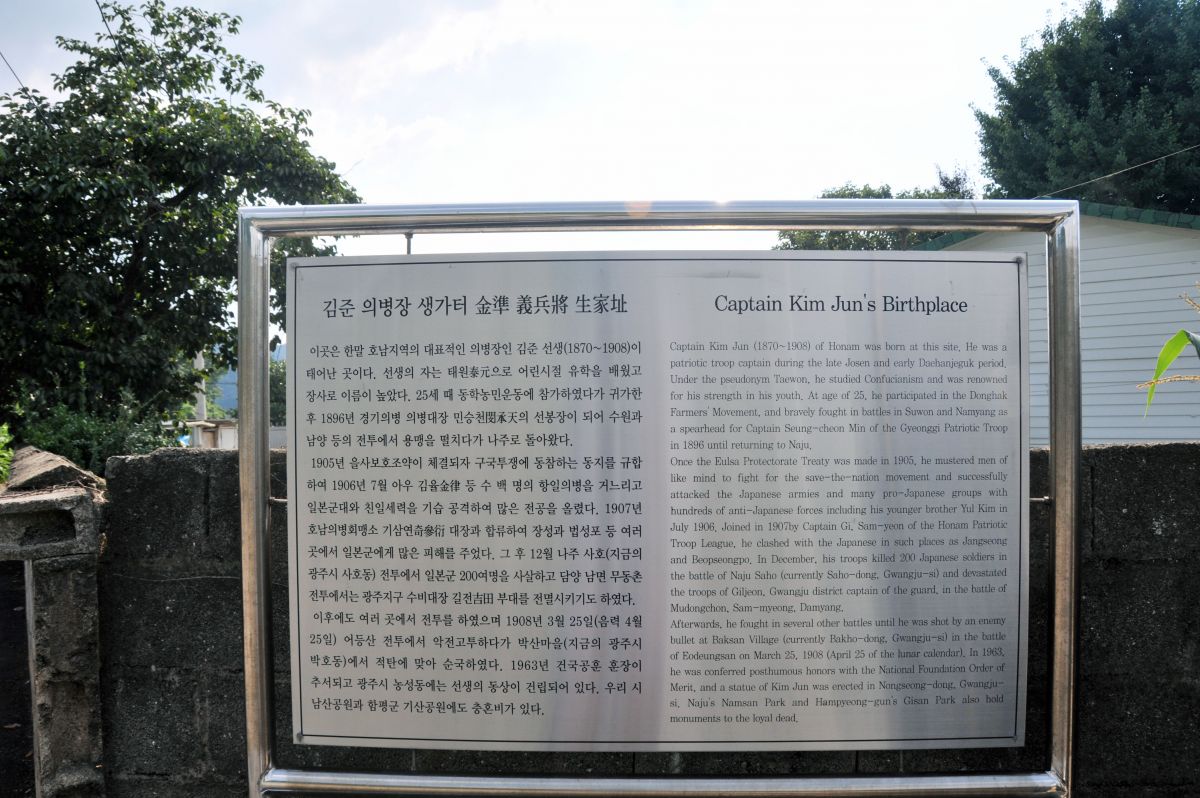 김준 의병장 생가터 金準 義兵將 生家址
이곳은 한말 호남지역의 대표적인 의병장인 김준 선생(1870~1908)이
태어난 곳이다. 선생의 자는 태원泰元으로 어린시절 유학을 배웠고
장사로 이름이 높았다. 25세 때 동학농민운동에 참가하였다가 귀가한
후 1896년 경기의병 의병대장 민승천閔承天의 선봉장이 되어 수원과
남양 등의 전투에서 용맹을 떨치다가 나주로 돌아왔다.
1905년 을사보호조약이 체결되자 구국투쟁에 동참하는 동지를 규합
하여 1906년 7월 아우 김율金律 등 수 백 명의 항일의병을 거느리고
일본군대와 친일세력을 기습 공격하여 많은 전공을 올렸다. 1907년
호남의병회맹소 기삼연奇參衍 대장과 합류하여 장성과 법성포 등 여러
곳에서 일본군에게 많은 피해를 주었다. 그 후 12월 나주 사호(지금의
광주시 사호동) 전투에서 일본군 200여명을 사살하고 담양 남면 무동촌
전투에서는 광주지구 수비대장 길전吉田 부대를 전멸시키기도 하였다.
이후에도 여러 곳에서 전투를 하였으며 1908년 3월 25일(음력 4월
25일) 어등산 전투에서 악전고투하다가 박산마을(지금의 광주시
박호동)에서 적탄에 맞아 순국하였다. 1963년 건국공훈 훈장이
추서되고 광주시 농성동에는 선생의 동상이 건립되어 있다. 우리 시
남산공원과 함평군 기산공원에도 충혼비가 있다.
Captain Kim Jun's Birthplace
Captain Kim Jun (1870~1908) of Honam was born at this site. He was a
patriotic troop captain during the late Josen and early Daehanjeguk period.
Under the pseudonym Taewon, he studied Confucianism and was renowned
for his strength in his youth. At age of 25, he participated in the Donghak
Farmers' Movement, and bravely fought in battles in Suwon and Namyang as
a spearhead for Captain Seung-cheon Min of the Gyeonggi Patriotic Troop
in 1896 until returning to Naju.
Once the Eulsa Protectorate Treaty was made in 1905, he mustered men of
like mind to fight for the save-the-nation movement and successfully
attacked the Japanese armies and many pro-Japanese groups with
hundreds of anti-Japanese forces including his younger brother Yul Kim in
July 1906. Joined in 1907by Captain Gi, Sam-yeon of the Honam Patriotic
Troop League, he clashed with the Japanese in such places as Jangseong
and Beopseongpo. In December, his troops killed 200 Japanese soldiers in
the battle of Naju Saho (currently Saho-dong, Gwangju-si) and devastated
the troops of Giljeon, Gwangju district captain of the guard, in the battle of
Mudongchon, Sam-myeong, Damyang.
Afterwards, he fought in several other battles until he was shot by an enemy
bullet at Baksan Village (currently Bakho-dong, Gwangju-si) in the battle
of Eodeungsan on March 25, 1908 (April 25 of the lunar calendar). In 1963,
he was conferred posthumous honors with the National Foundation Order of
Merit, and a statue of Kim Jun was erected in Nongseong-dong, Gwangju-
si. Naju's Namsan Park and Hampyeong-gun's Gisan Park also hold
monuments to the loyal dead.